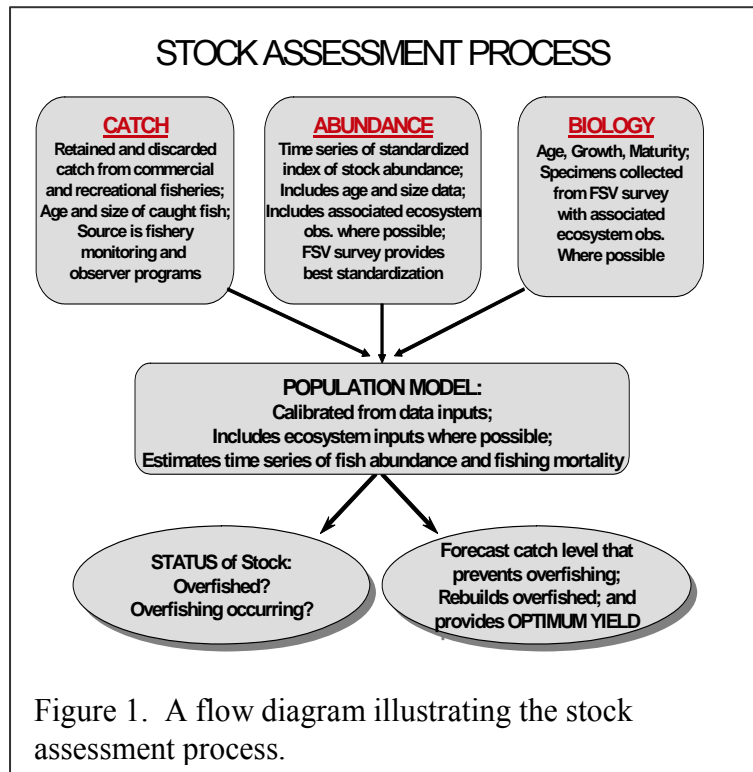 STOCK ASSESSMENT PROCESS
CATCH
Retained and discarded
catch from commercial
and recreational fisheries;
Age and size of caught fish;
Source is fishery
monitoring and
observer programs
ABUNDANCE
Time series of standardized
index of stock abundance;
Includes age and size data;
Includes associated ecosystem
obs. where possible;
FSV survey provides
best standardization
BIOLOGY
Age, Growth, Maturity;
Specimens collected
from FSV survey
with associated
ecosystem obs.
Where possible
POPULATION MODEL:
Calibrated from data inputs;
Includes ecosystem inputs where possible;
Estimates time series of fish abundance and fishing mortality
STATUS of Stock:
Overfished?
Overfishing occurring?
Forecast catch level that
prevents overfishing;
Rebuilds overfished; and
provides OPTIMUM YIELD
Figure 1. A flow diagram illustrating the stock
assessment process.